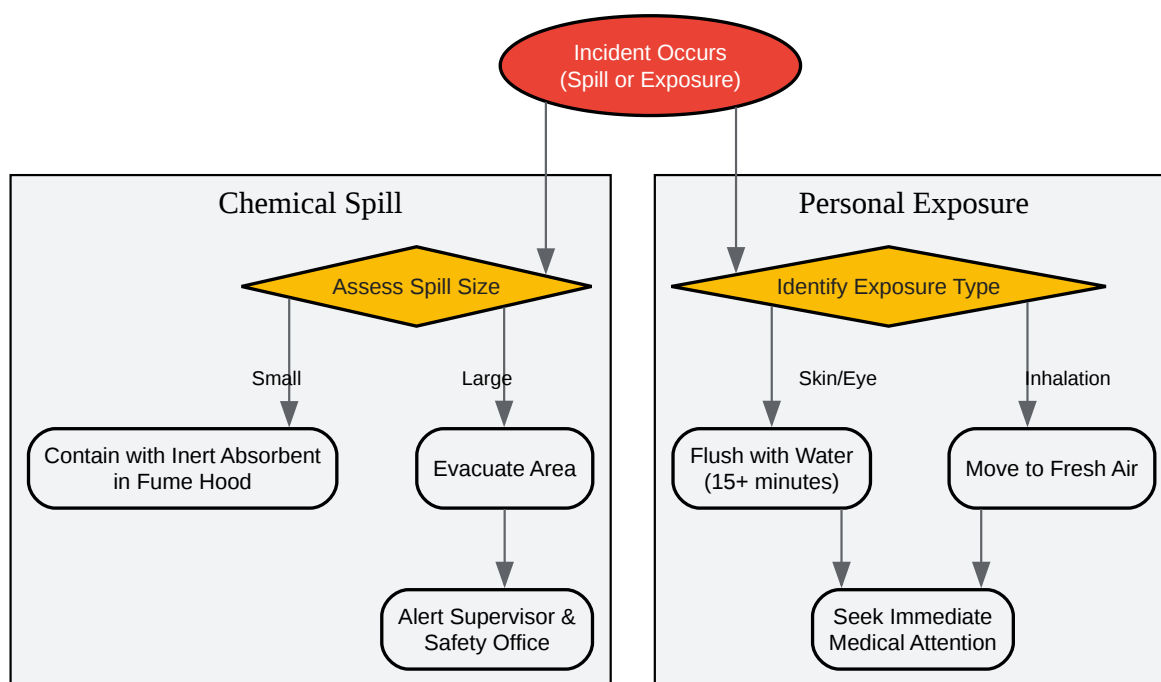 Incident Occurs
(Spill or Exposure)
Chemical Spill
Assess Spill Size
Small
Large
Contain with Inert Absorbent
in Fume Hood
Evacuate Area
Alert Supervisor &
Safety Office
Personal Exposure
Identify Exposure Type
Skin/Eye
Inhalation
Flush with Water
(15+ minutes)
Move to Fresh Air
Seek Immediate
Medical Attention